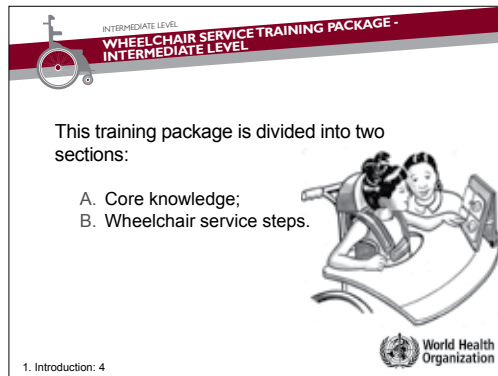 INTERMEDIATE LEVEL
WHEELCHAIR SERVICE TRAINING PACKAGE -
INTERMEDIATE LEVEL
This training package is divided into two
sections:
A. Core knowledge;
B. Wheelchair service steps.
World Health
Organization
1. Introduction: 4